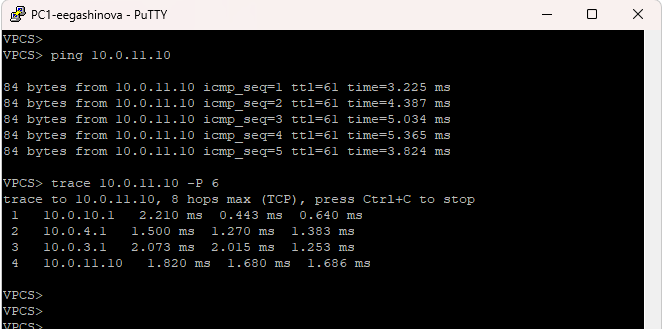 PC1-eegashinova - PuTTY
VPCS>
VPCS> ping 10.0.11.10
84 bytes from 10.0.11.10 icmp_seq=1 ttl=61 time=3.225 ms
84 bytes from 10.0.11.10 icmp_seq=2 ttl=61 time=4.387 ms
84 bytes from 10.0.11.10 icmp_seq=3 ttl=61 time=5.034 ms
84 bytes from 10.0.11.10 icmp_seq=4 ttl=61 time=5.365 ms
84 bytes from 10.0.11.10 icmp_seq=5 ttl=61 time=3.824 ms
VPCS> trace 10.0.11.10 -P 6
trace to 10.0.11.10, 8 hops max (TCP), press Ctrl+C to stop
1 10.0.10.1 2.210 ms 0.443 ms 0.640 ms
2 10.0.4.1 1.500 ms 1.270 ms 1.383 ms
3 10.0.3.1 2.073 ms 2.015 ms 1.253 ms
4 10.0.11.10 1.820 ms 1.680 ms 1.686 ms
VPCS>
VPCS>
VPCS>